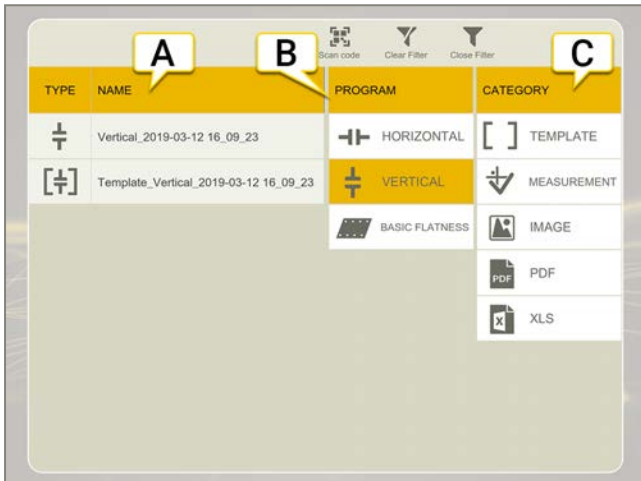 Scan code Clear Filter Close Filter
A B C
TYPE NAME PROGRAM CATEGORY
Vertical_2019-03-12 16_09_23 HORIZONTAL TEMPLATE
Template_Vertical_2019-03-12 16_09_23 VERTICAL MEASUREMENT
BASIC FLATNESS IMAGE
PDF PDF
X XLS